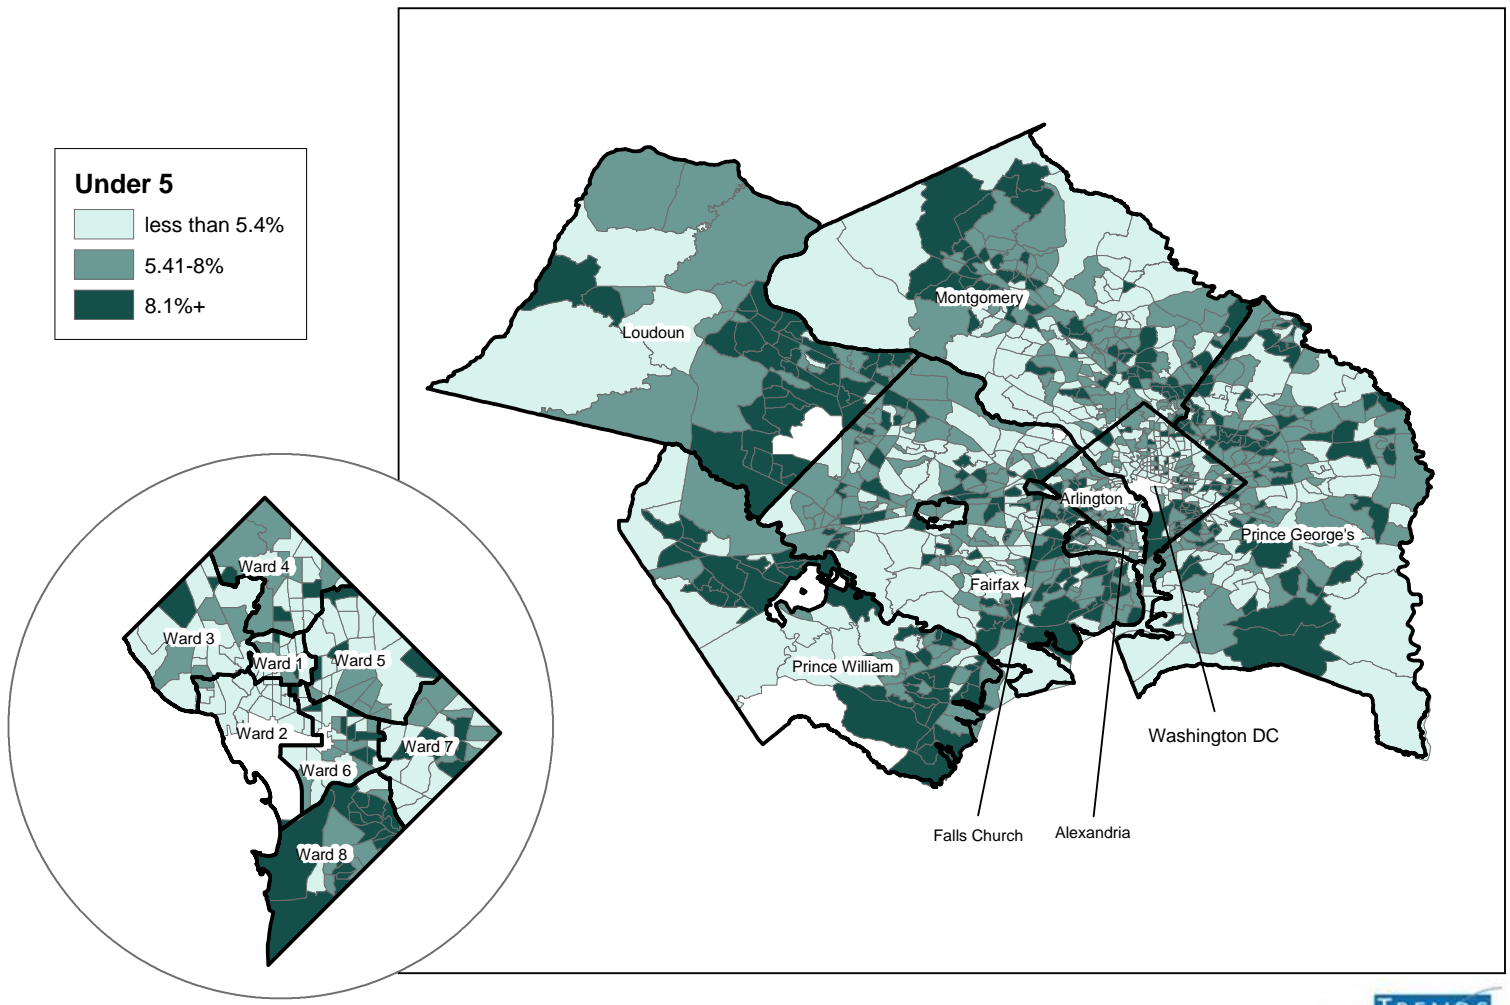 Under 5
less than 5.4%
5.41-8%
8.1%+
Montgomery
Loudoun
Arlington
Prince George's
Fairfax
Prince William
Washington DC
Falls Church
Alexandria
Ward 4
Ward 3
Ward 1
Ward 5
Ward 2
Ward 7
Ward 6
Ward 8